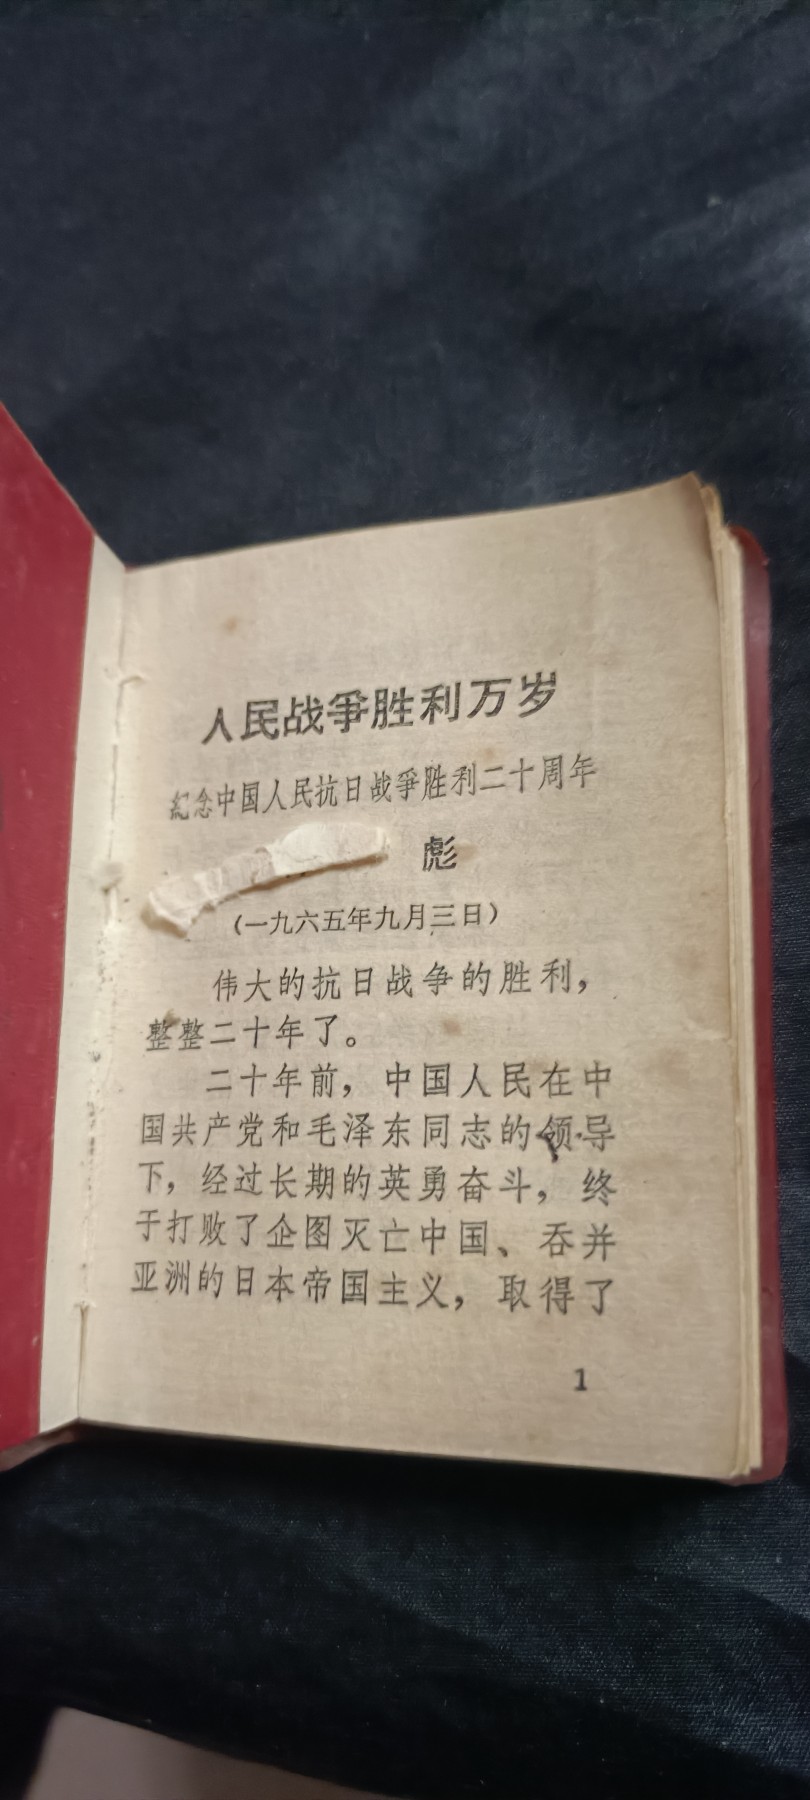 人民战爭胜利万岁
紀念中国人民抗日战爭胜利二十周年
彪
（一九六五年九月三日）
伟大的抗日战争的胜利，
整整二十年了。
二十年前，中国人民在中
国共产党和毛泽东同志的领导
下，经过长期的英勇奋斗，终
于打败了企图灭亡中国、吞并
亚洲的日本帝国主义，取得了
1